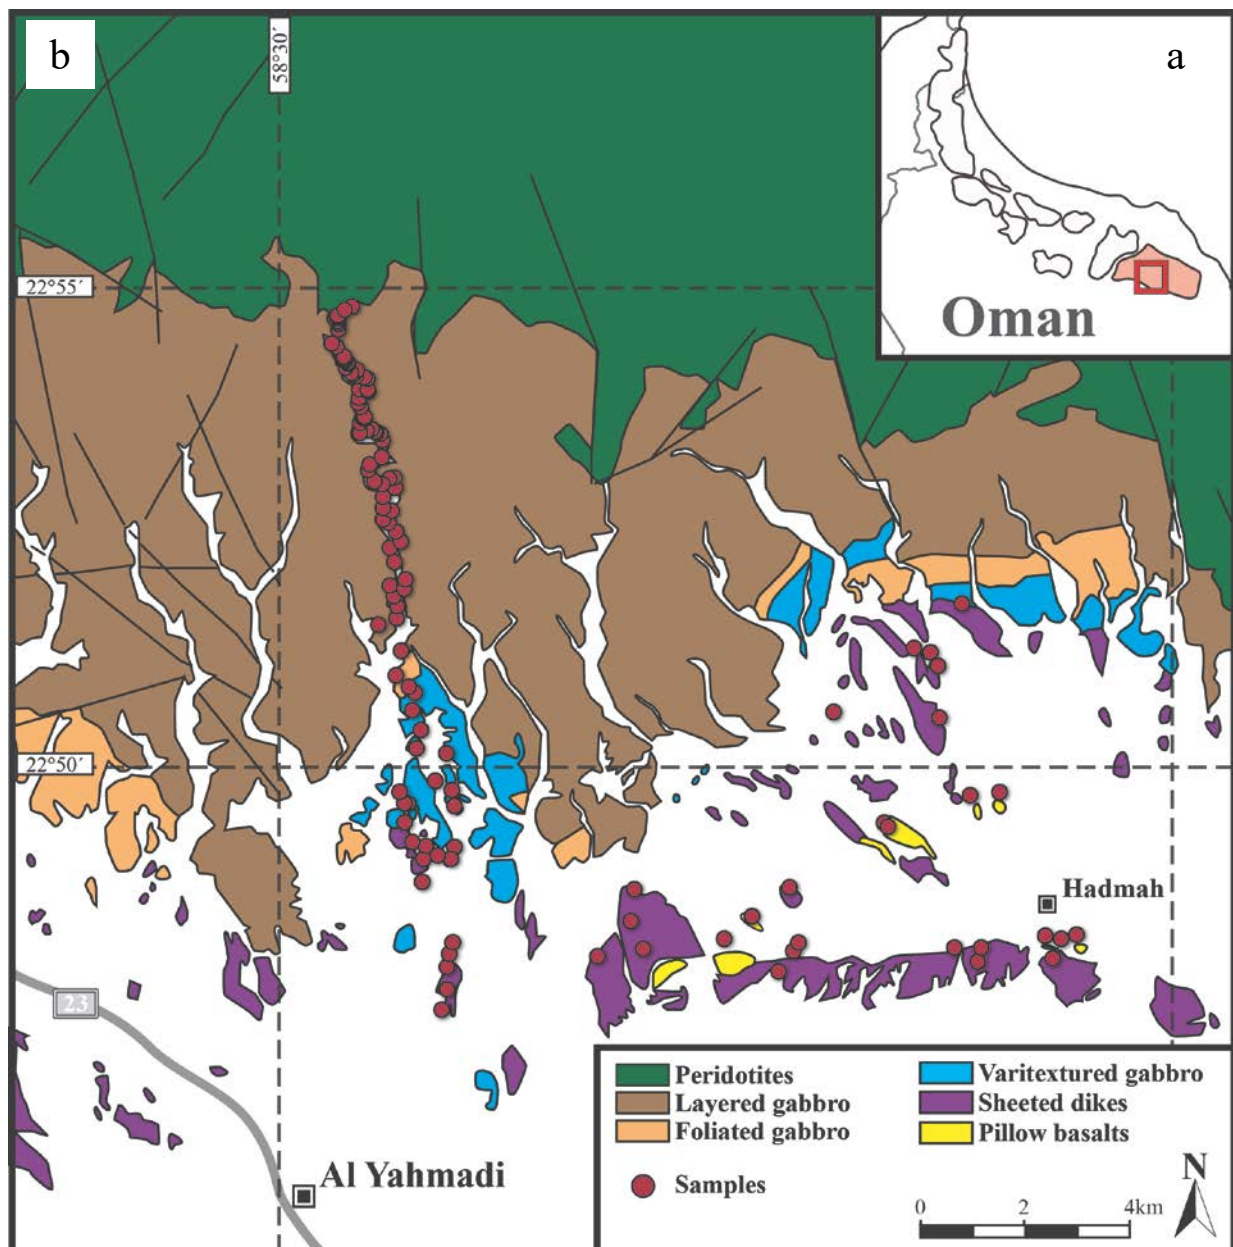 b
58°30´
a
Oman
22°55´
22°50´
Hadmah
23
Al Yahmadi
Peridotites
Layered gabbro
Foliated gabbro
Samples
Varitextured gabbro
Sheeted dikes
Pillow basalts
N
0 2 4km